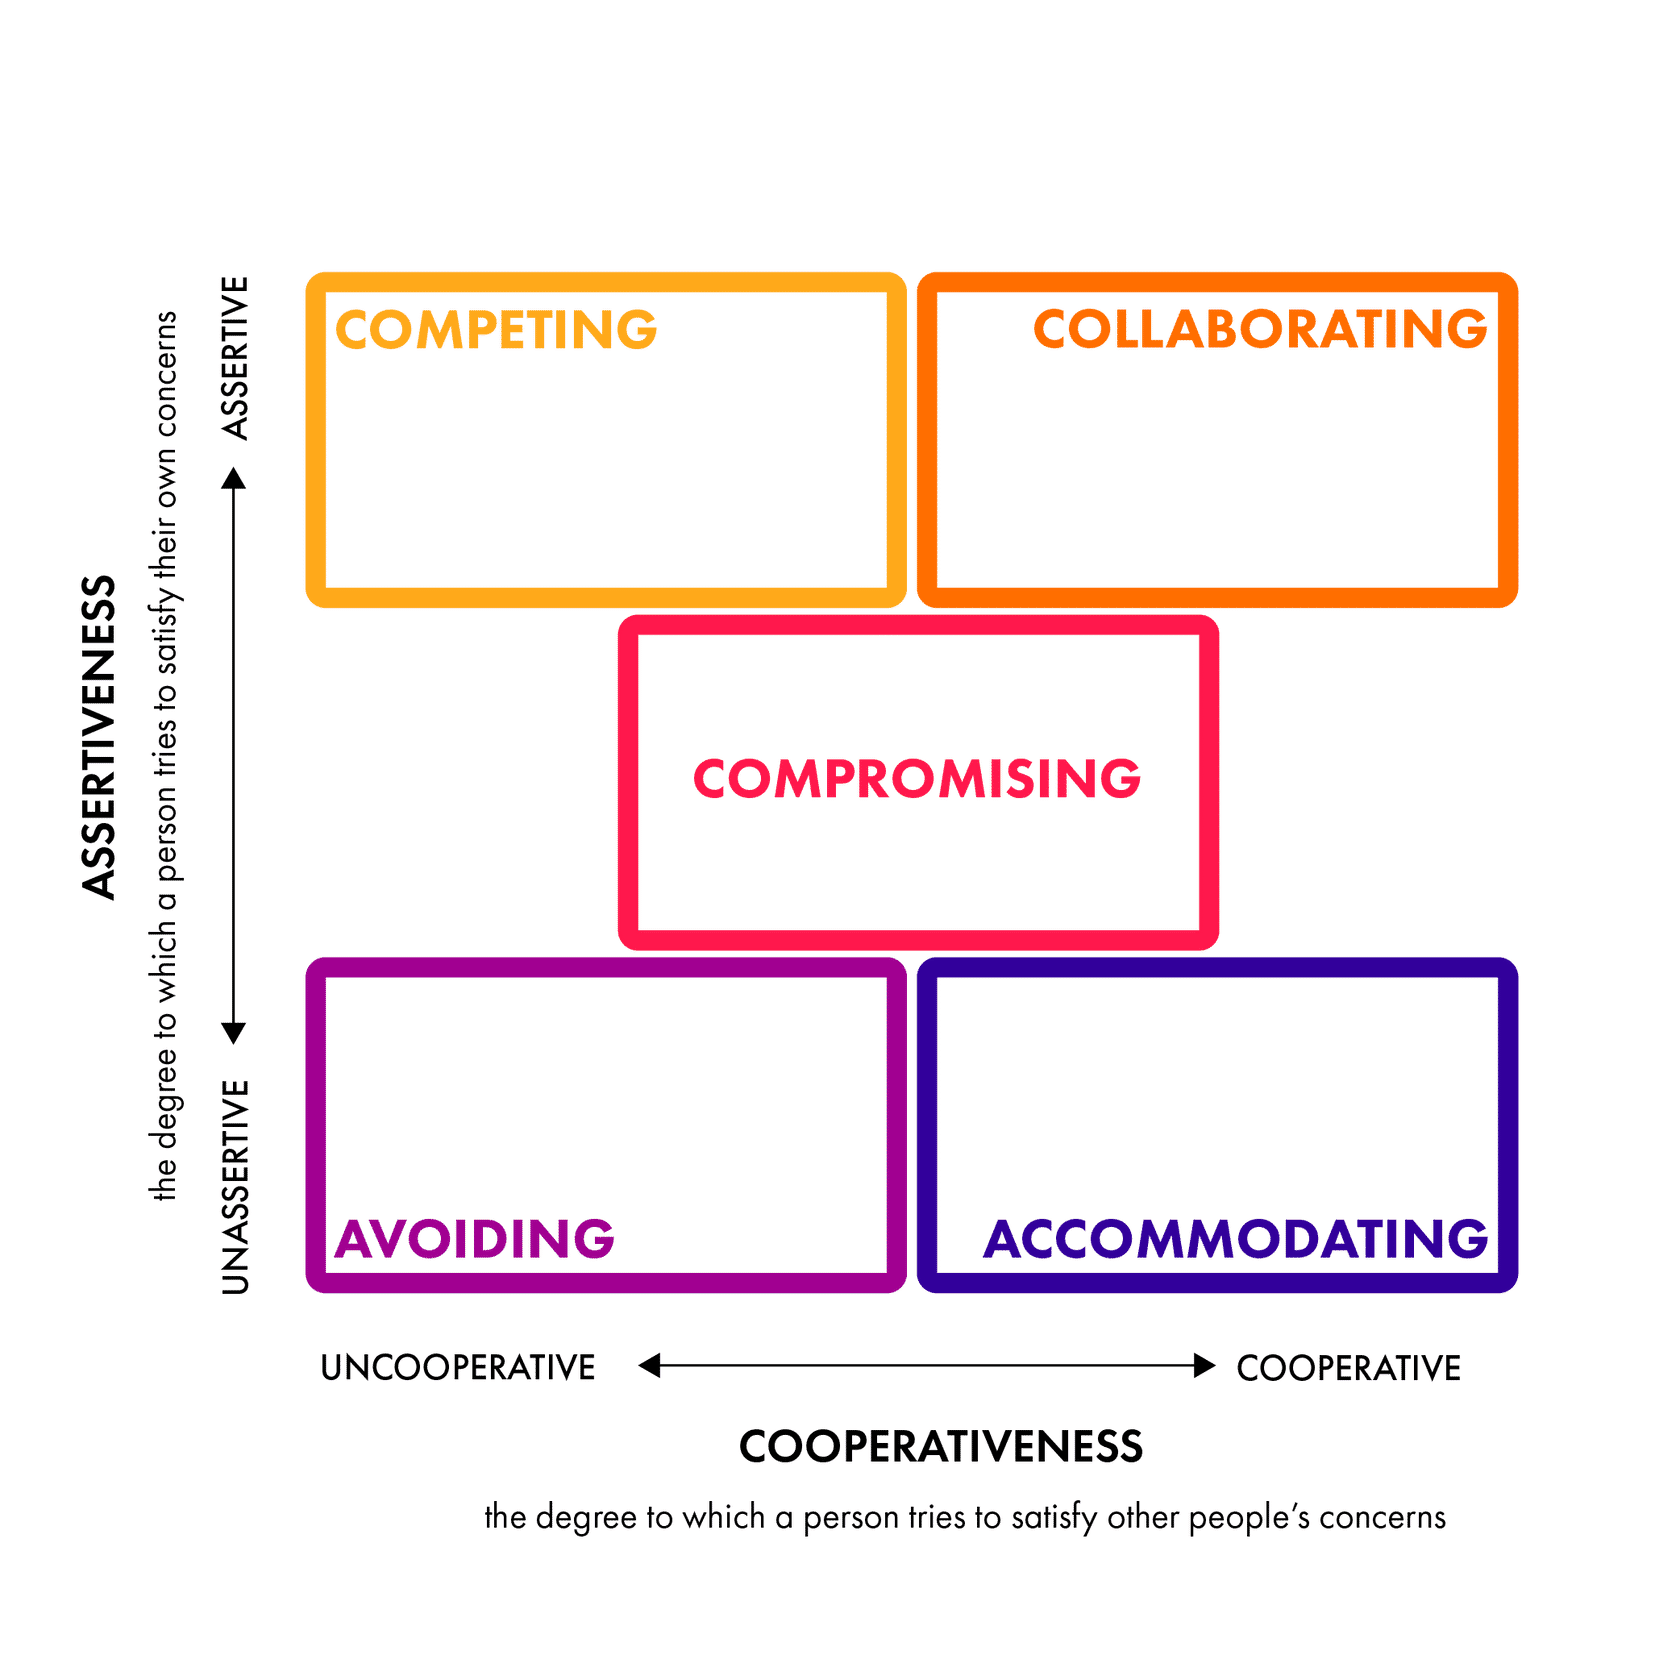 ASSERTIVENESS
the degree to which a person tries to satisfy their own concerns
ASSERTIVE
UNASSERTIVE
COMPETING
COLLABORATING
COMPROMISING
AVOIDING
ACCOMMODATING
UNCOOPERATIVE
COOPERATIVE
COOPERATIVENESS
the degree to which a person tries to satisfy other people’s concerns